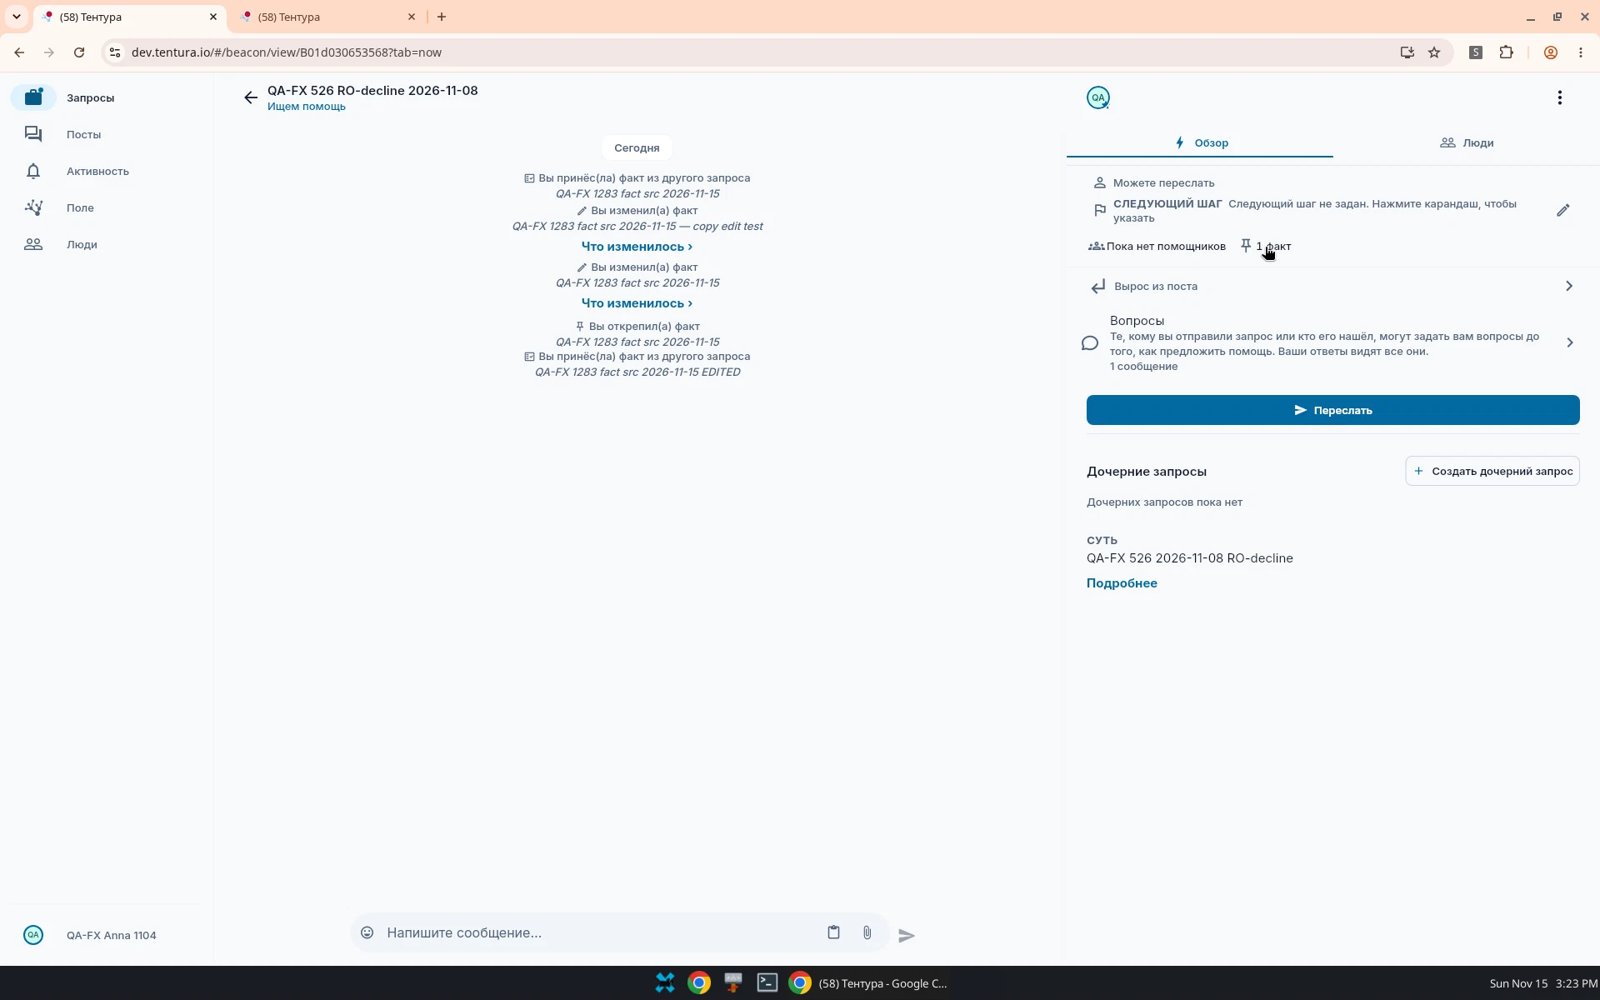 (58) Тентура
(58) Тентура
dev.tentura.io/#/beacon/view/B01d030653568?tab=now
S
Запросы
Посты
Активность
Поле
Люди
QA
QA-FX Anna 1104
QA-FX 526 RO-decline 2026-11-08
Ищем помощь
Сегодня
Вы принёс(ла) факт из другого запроса
QA-FX 1283 fact src 2026-11-15
Вы изменил(а) факт
QA-FX 1283 fact src 2026-11-15 — copy edit test
Что изменилось ›
Вы изменил(а) факт
QA-FX 1283 fact src 2026-11-15
Что изменилось ›
Вы открепил(а) факт
QA-FX 1283 fact src 2026-11-15
Вы принёс(ла) факт из другого запроса
QA-FX 1283 fact src 2026-11-15 EDITED
Напишите сообщение...
QA
Обзор
Люди
Можете переслать
СЛЕДУЮЩИЙ ШАГ Следующий шаг не задан. Нажмите карандаш, чтобы
указать
Пока нет помощников
1 факт
Вырос из поста
Вопросы
Те, кому вы отправили запрос или кто его нашёл, могут задать вам вопросы до
того, как предложить помощь. Ваши ответы видят все они.
1 сообщение
Переслать
Дочерние запросы
+ Создать дочерний запрос
Дочерних запросов пока нет
СУТЬ
QA-FX 526 2026-11-08 RO-decline
Подробнее
(58) Тентура - Google C...
Sun Nov 15 3:23 PM